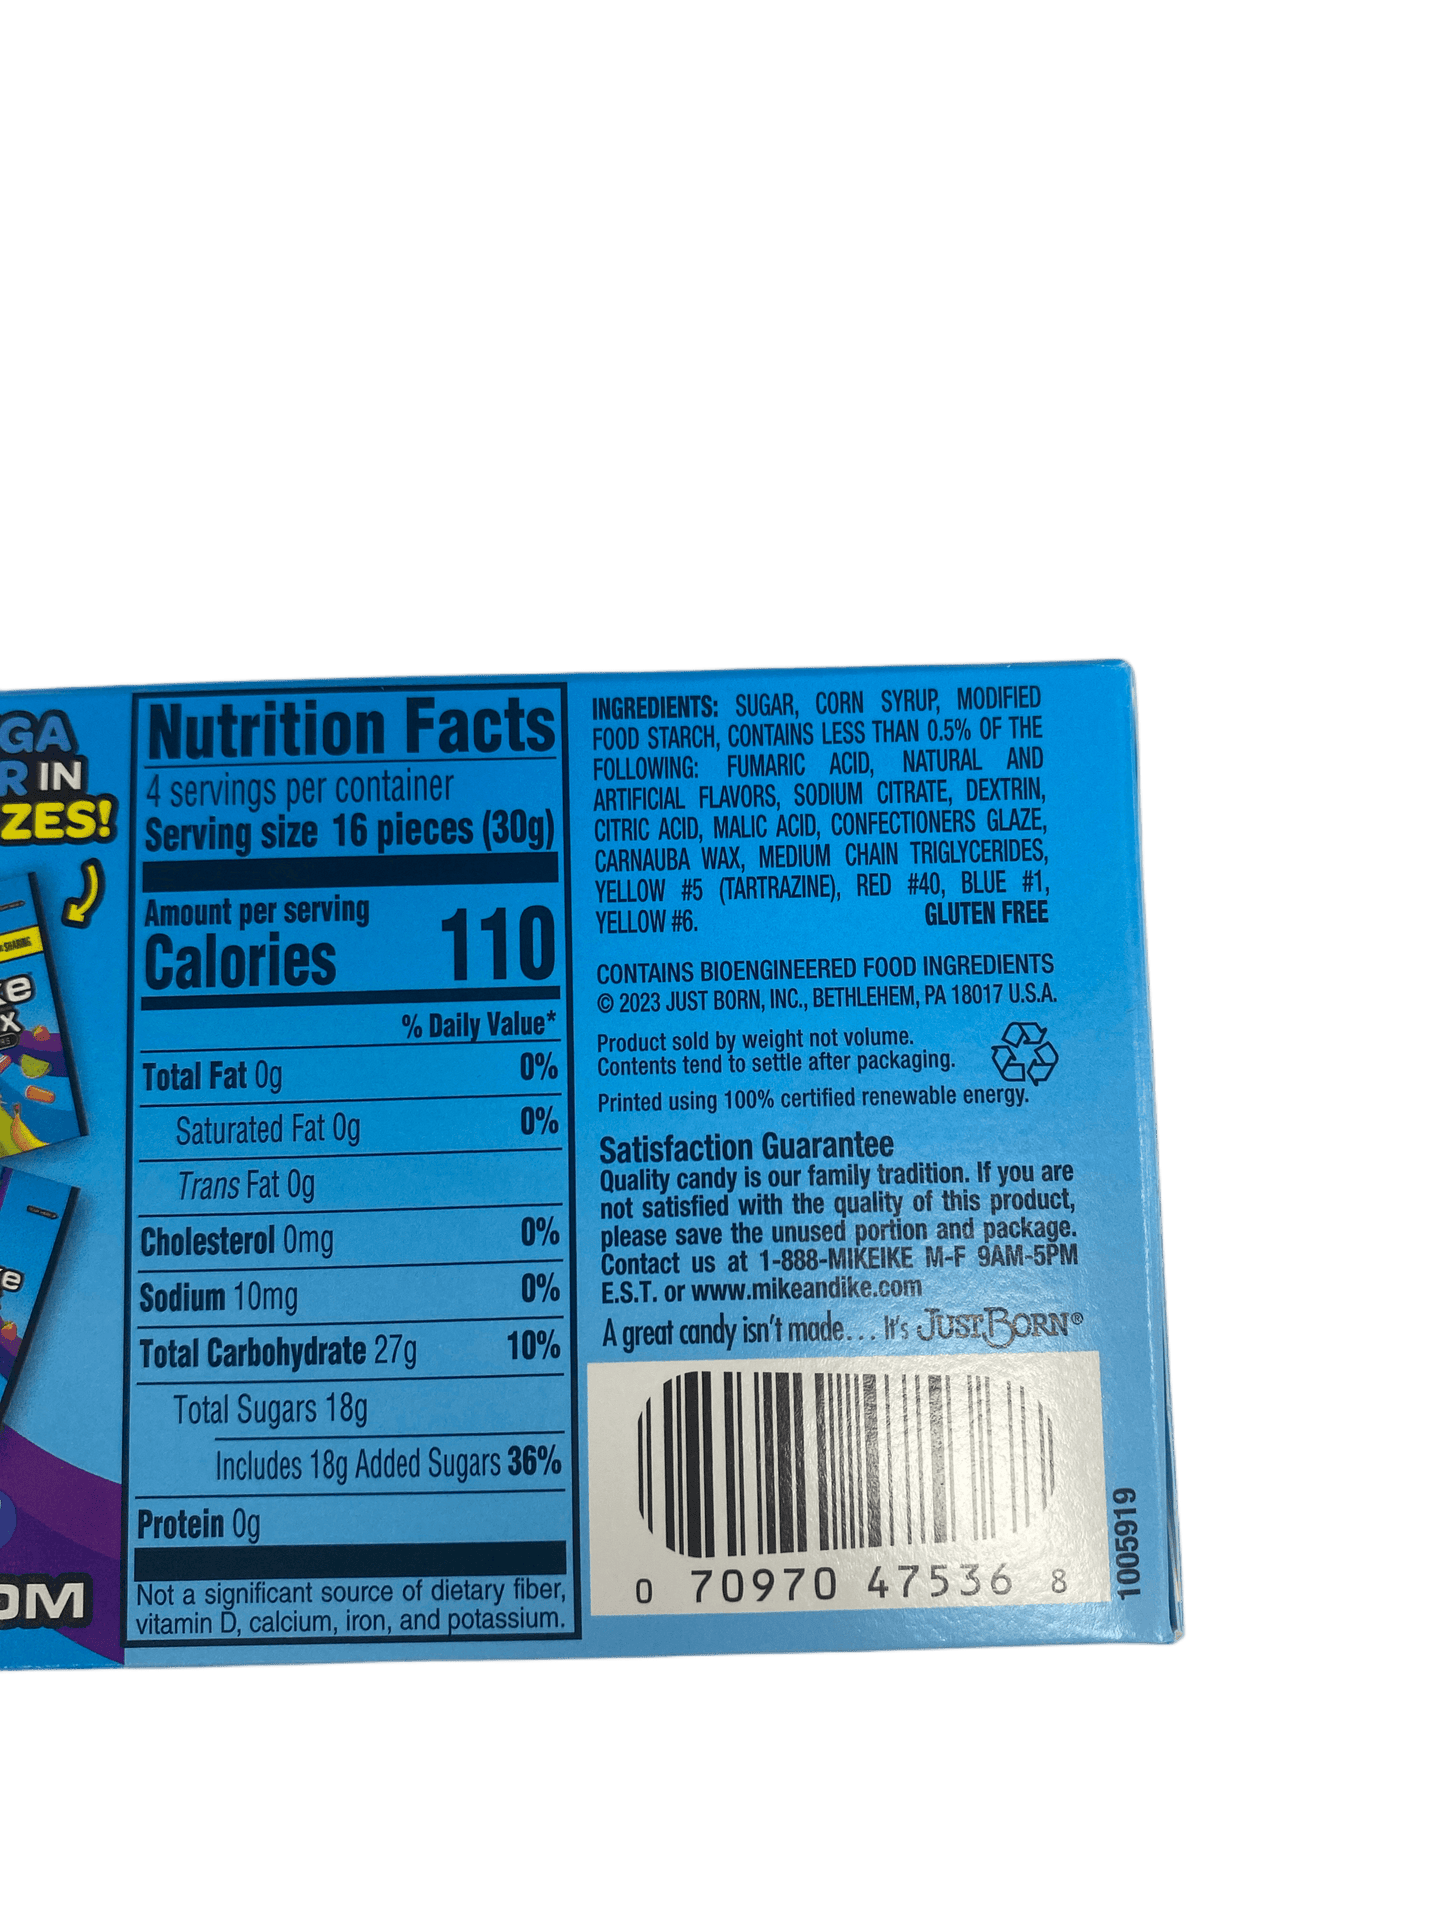 GA
R IN
ZES!
SHARING
ke
x
e
OM
Nutrition Facts
4 servings per container
Serving size 16 pieces (30g)
Amount per serving
Calories 110
% Daily Value*
Total Fat 0g 0%
Saturated Fat 0g 0%
Trans Fat 0g
Cholesterol 0mg 0%
Sodium 10mg 0%
Total Carbohydrate 27g 10%
Total Sugars 18g
Includes 18g Added Sugars 36%
Protein 0g
Not a significant source of dietary fiber,
vitamin D, calcium, iron, and potassium.
INGREDIENTS: SUGAR, CORN SYRUP, MODIFIED
FOOD STARCH, CONTAINS LESS THAN 0.5% OF THE
FOLLOWING: FUMARIC ACID, NATURAL AND
ARTIFICIAL FLAVORS, SODIUM CITRATE, DEXTRIN,
CITRIC ACID, MALIC ACID, CONFECTIONERS GLAZE,
CARNAUBA WAX, MEDIUM CHAIN TRIGLYCERIDES,
YELLOW #5 (TARTRAZINE), RED #40, BLUE #1,
YELLOW #6. GLUTEN FREE
CONTAINS BIOENGINEERED FOOD INGREDIENTS
© 2023 JUST BORN, INC., BETHLEHEM, PA 18017 U.S.A.
Product sold by weight not volume.
Contents tend to settle after packaging.
Printed using 100% certified renewable energy.
Satisfaction Guarantee
Quality candy is our family tradition. If you are
not satisfied with the quality of this product,
please save the unused portion and package.
Contact us at 1-888-MIKEIKE M-F 9AM-5PM
E.S.T. or www.mikeandike.com
A great candy isn't made... It's JUST BORN®
0 70970 47536 8
1005919